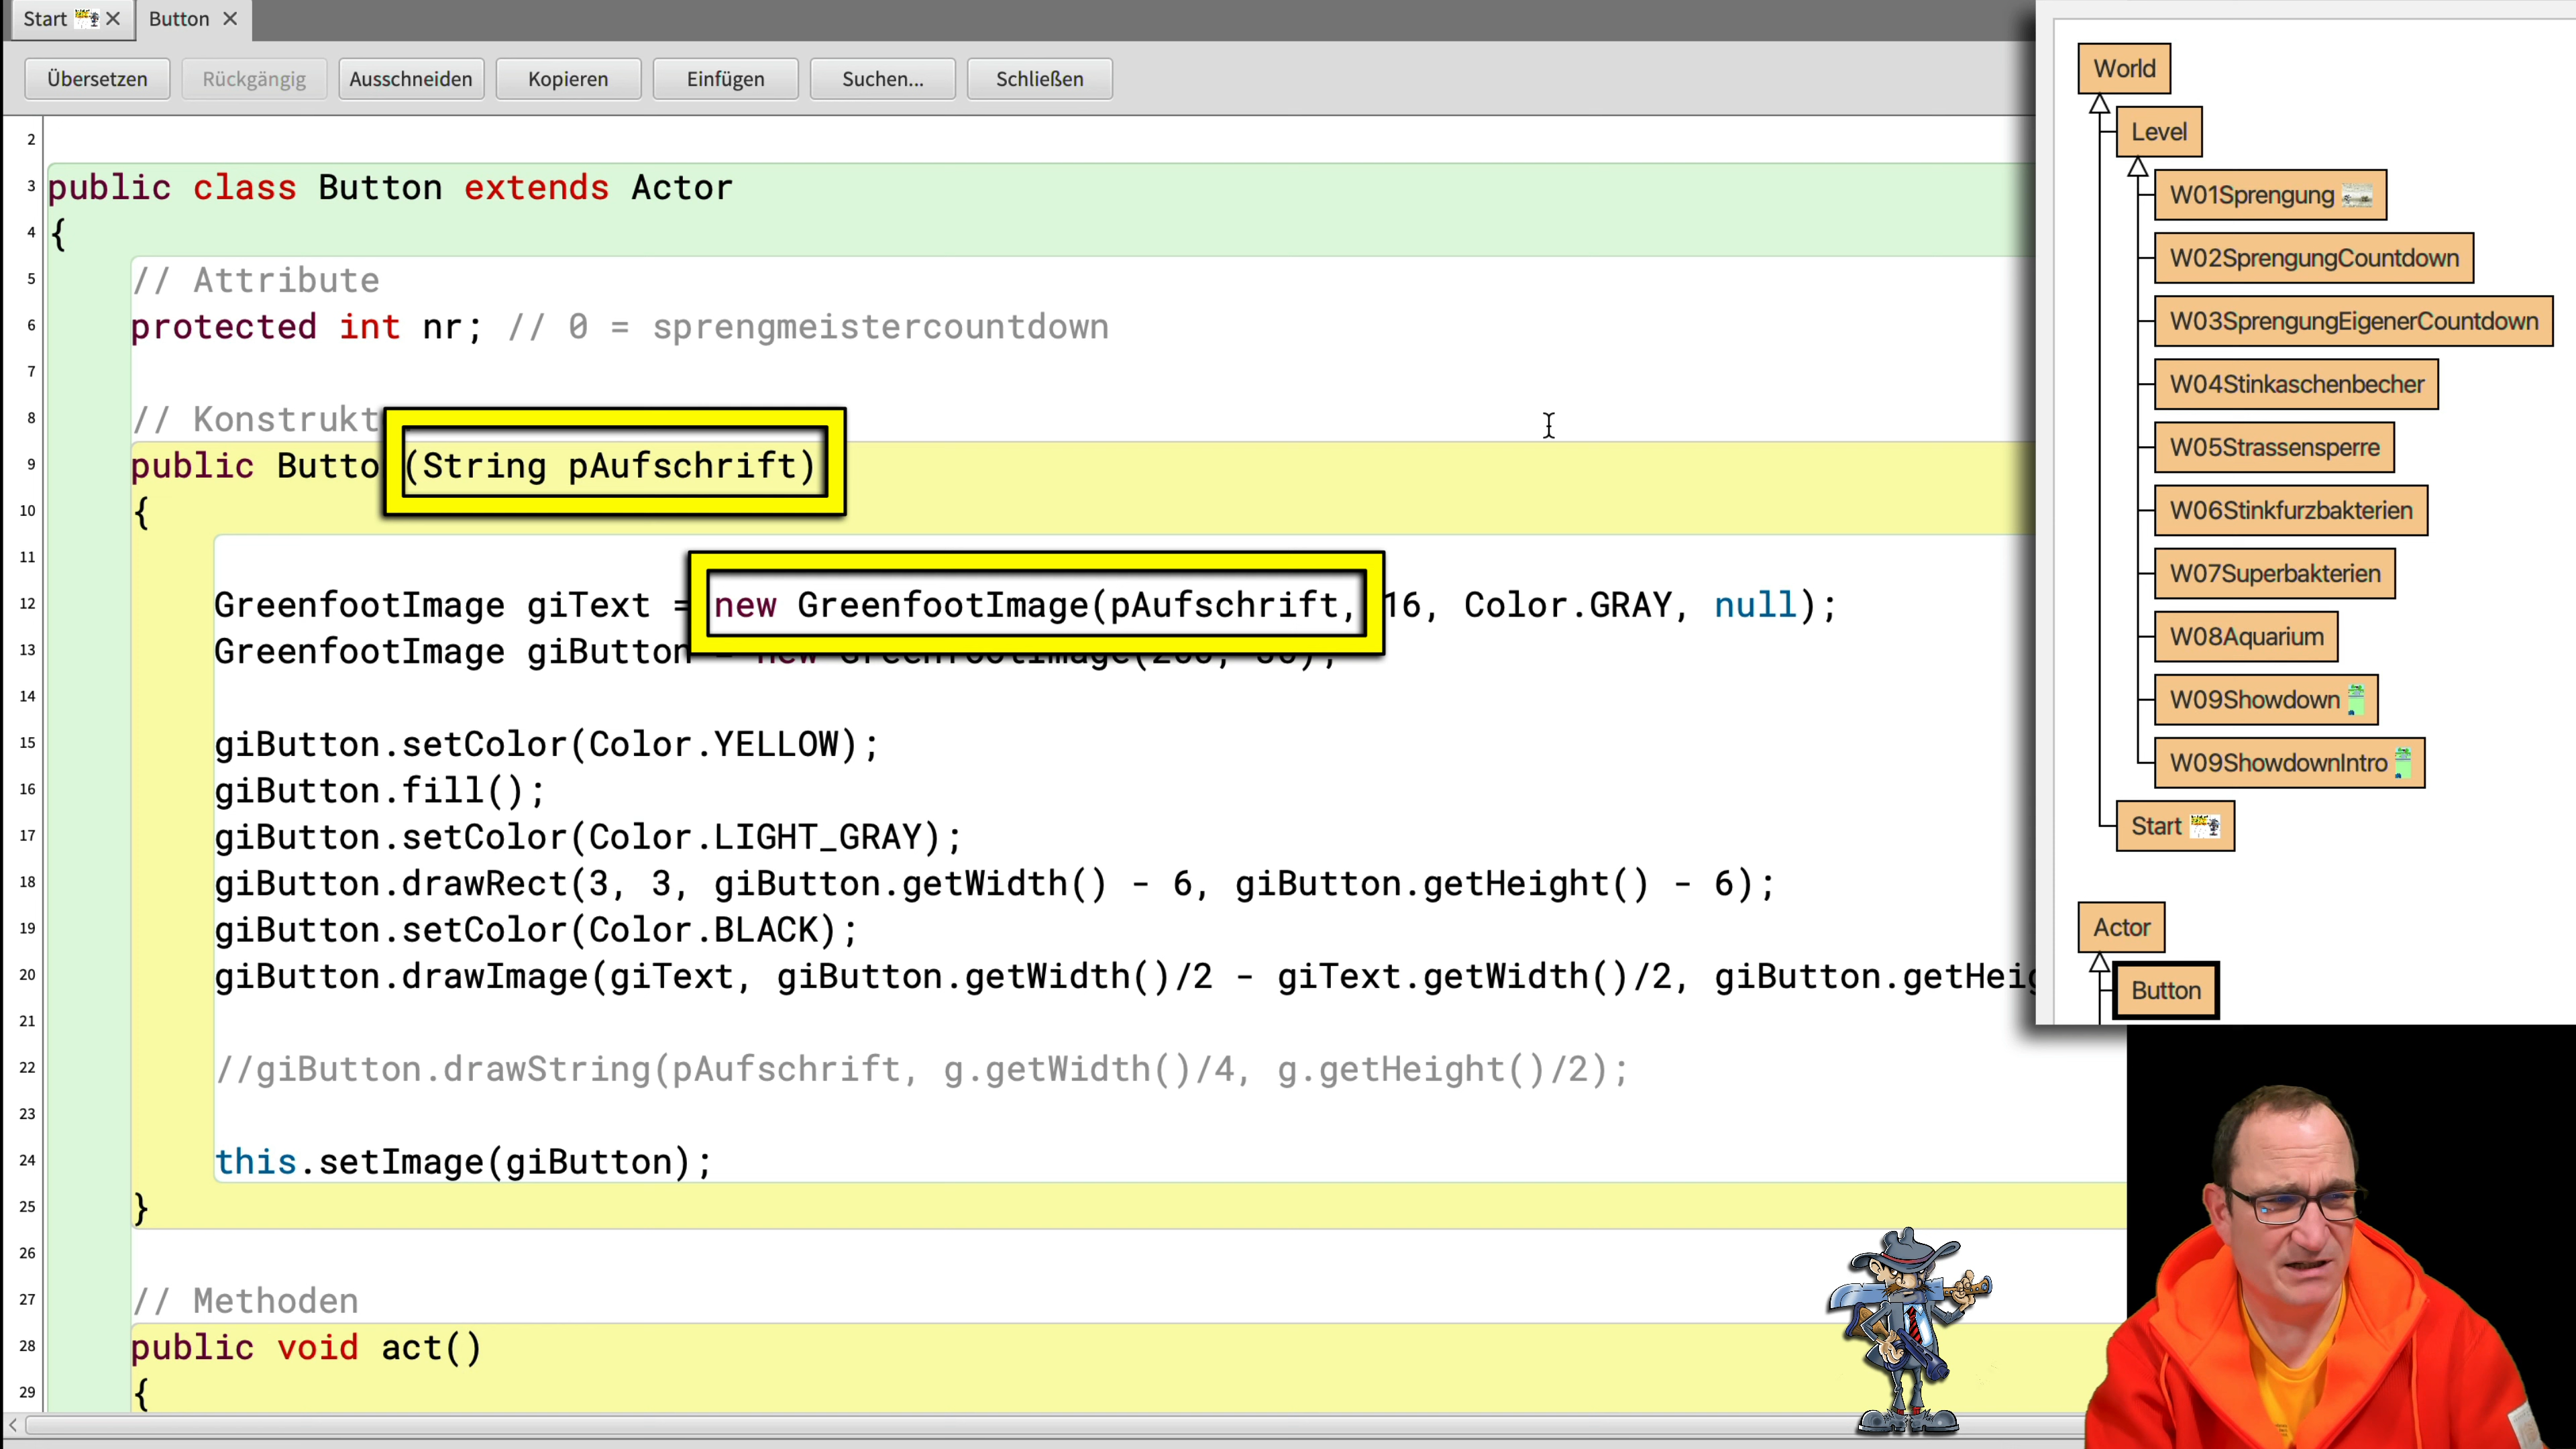 Start
Button
Übersetzen
Rückgängig
Ausschneiden
Kopieren
Einfügen
Suchen...
Schließen
2
3 public class Button extends Actor
4 {
5 // Attribute
6 protected int nr; // 0 = sprengmeistercountdown
7
8 // Konstrukt
9 public Butto (String pAufschrift)
10 {
11
12 GreenfootImage giText = new GreenfootImage(pAufschrift, 16, Color.GRAY, null);
13 GreenfootImage giButton = new GreenfootImage(200, 50);
14
15 giButton.setColor(Color.YELLOW);
16 giButton.fill();
17 giButton.setColor(Color.LIGHT_GRAY);
18 giButton.drawRect(3, 3, giButton.getWidth() - 6, giButton.getHeight() - 6);
19 giButton.setColor(Color.BLACK);
20 giButton.drawImage(giText, giButton.getWidth()/2 - giText.getWidth()/2, giButton.getHeig
21
22 //giButton.drawString(pAufschrift, g.getWidth()/4, g.getHeight()/2);
23
24 this.setImage(giButton);
25 }
26
27 // Methoden
28 public void act()
29 {
World
Level
W01Sprengung
W02SprengungCountdown
W03SprengungEigenerCountdown
W04Stinkaschenbecher
W05Strassensperre
W06Stinkfurzbakterien
W07Superbakterien
W08Aquarium
W09Showdown
W09ShowdownIntro
Start
Actor
Button